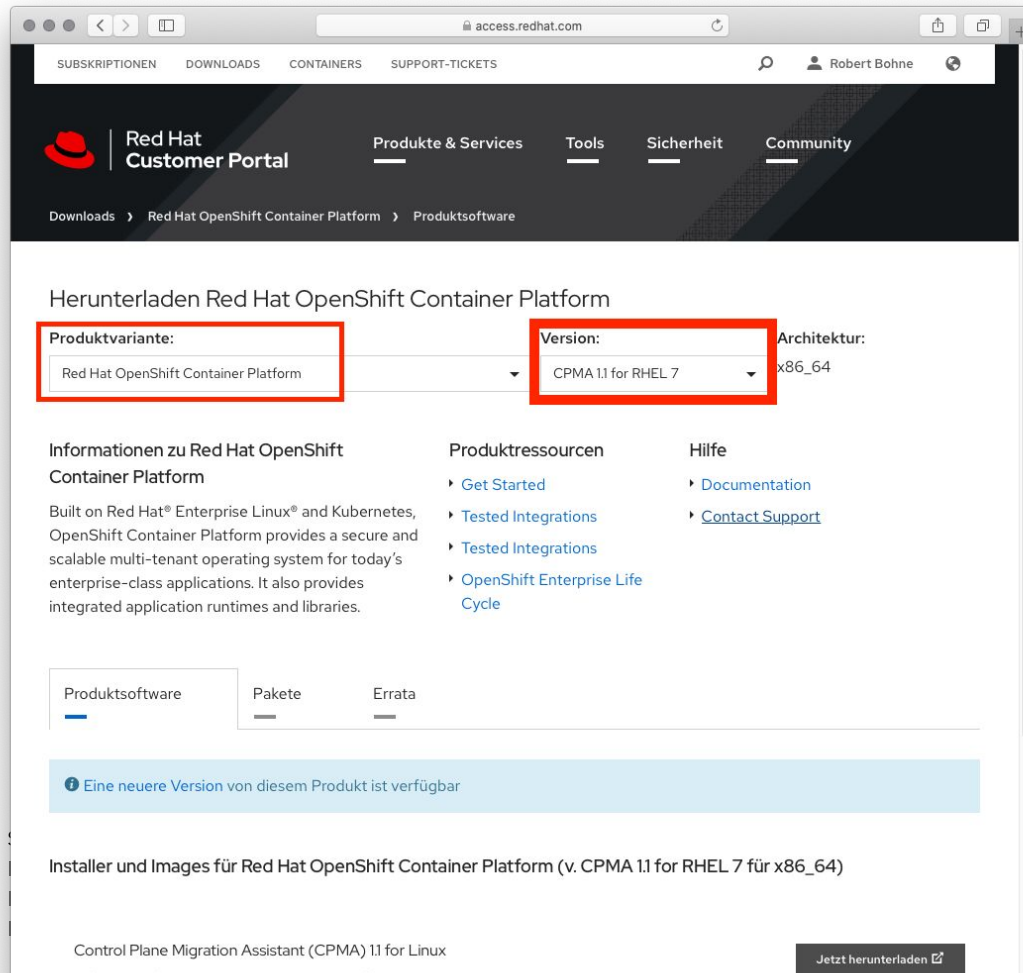 access.redhat.com
SUBSKRIPTIONEN DOWNLOADS CONTAINERS SUPPORT-TICKETS Robert Bohne
Red Hat
Customer Portal
Produkte & Services Tools Sicherheit Community
Downloads Red Hat OpenShift Container Platform Produktsoftware
Herunterladen Red Hat OpenShift Container Platform
Produktvariante: Version: Architektur:
Red Hat OpenShift Container Platform CPMA 1.1 for RHEL 7 x86_64
Informationen zu Red Hat OpenShift
Container Platform
Built on Red Hat® Enterprise Linux® and Kubernetes,
OpenShift Container Platform provides a secure and
scalable multi-tenant operating system for today's
enterprise-class applications. It also provides
integrated application runtimes and libraries.
Produktressourcen
Get Started
Tested Integrations
Tested Integrations
OpenShift Enterprise Life
Cycle
Hilfe
Documentation
Contact Support
Produktsoftware Pakete Errata
Eine neuere Version von diesem Produkt ist verfügbar
Installer und Images für Red Hat OpenShift Container Platform (v. CPMA 1.1 for RHEL 7 für x86_64)
Control Plane Migration Assistant (CPMA) 1.1 for Linux
Jetzt herunterladen